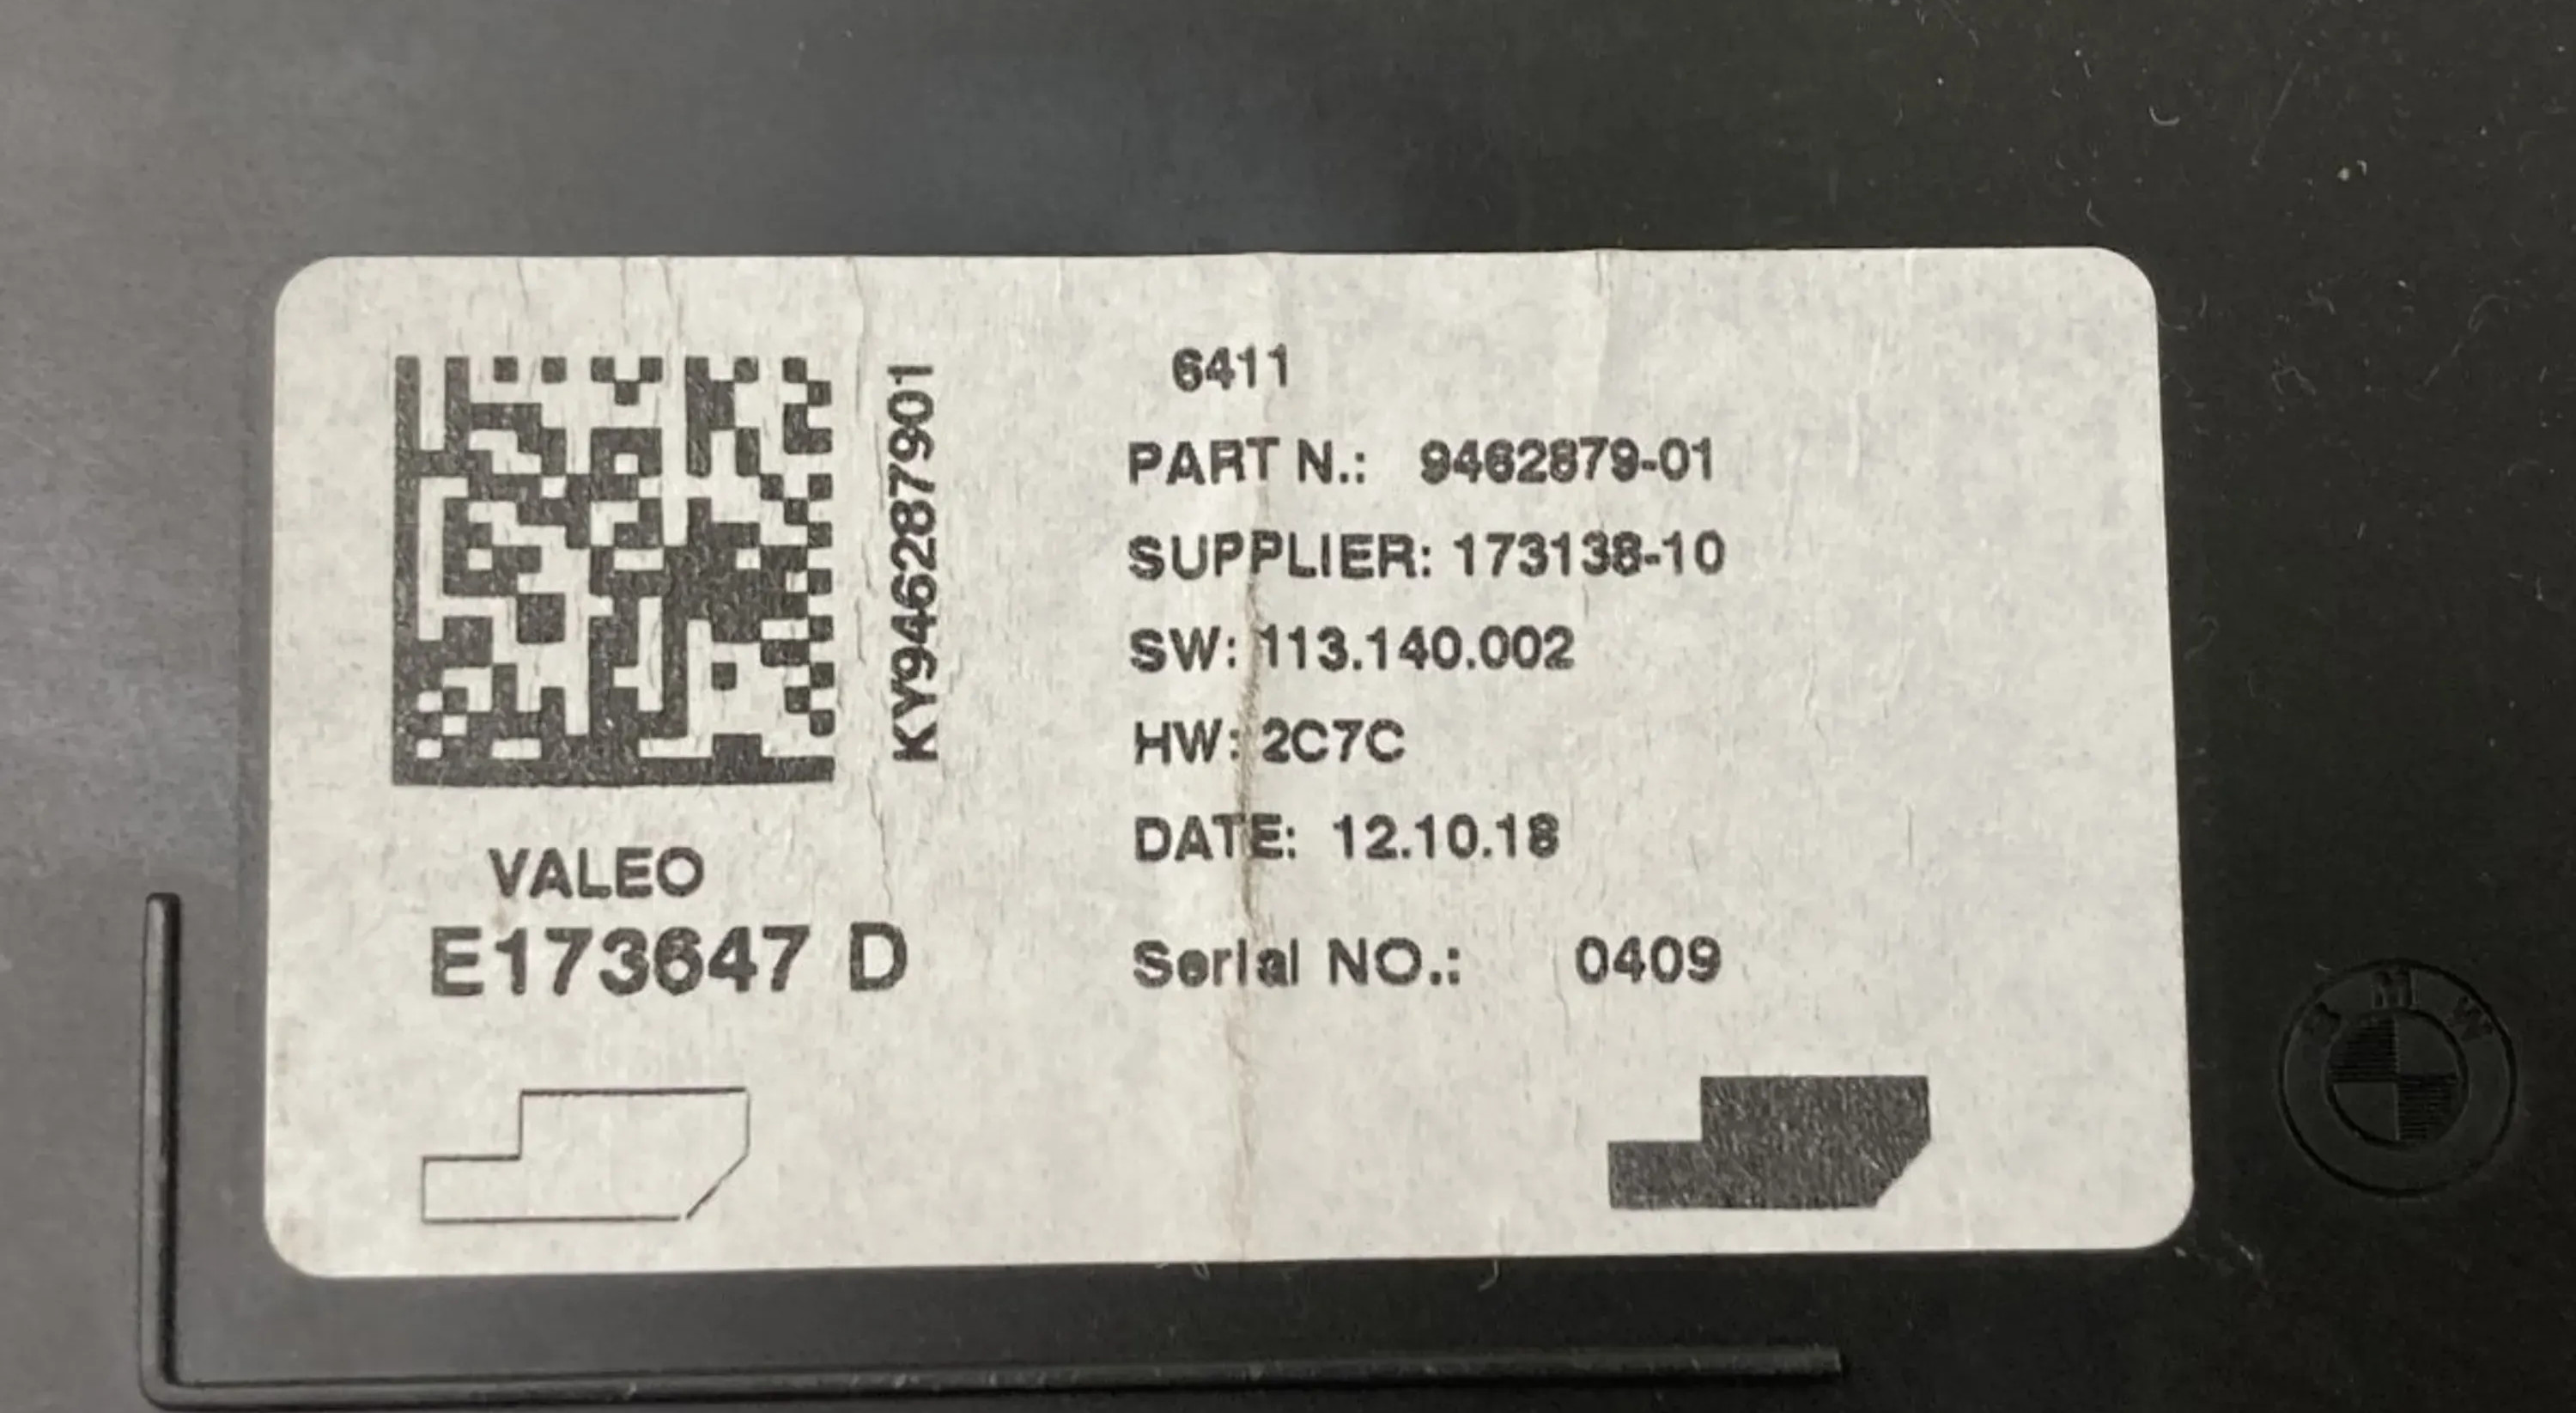 6411
PART N.: 9462879-01
SUPPLIER: 173138-10
SW: 113.140.002
HW: 2C7C
DATE: 12.10.18
Serial NO.: 0409
KY946287901
VALEO
E173647 D
BMW